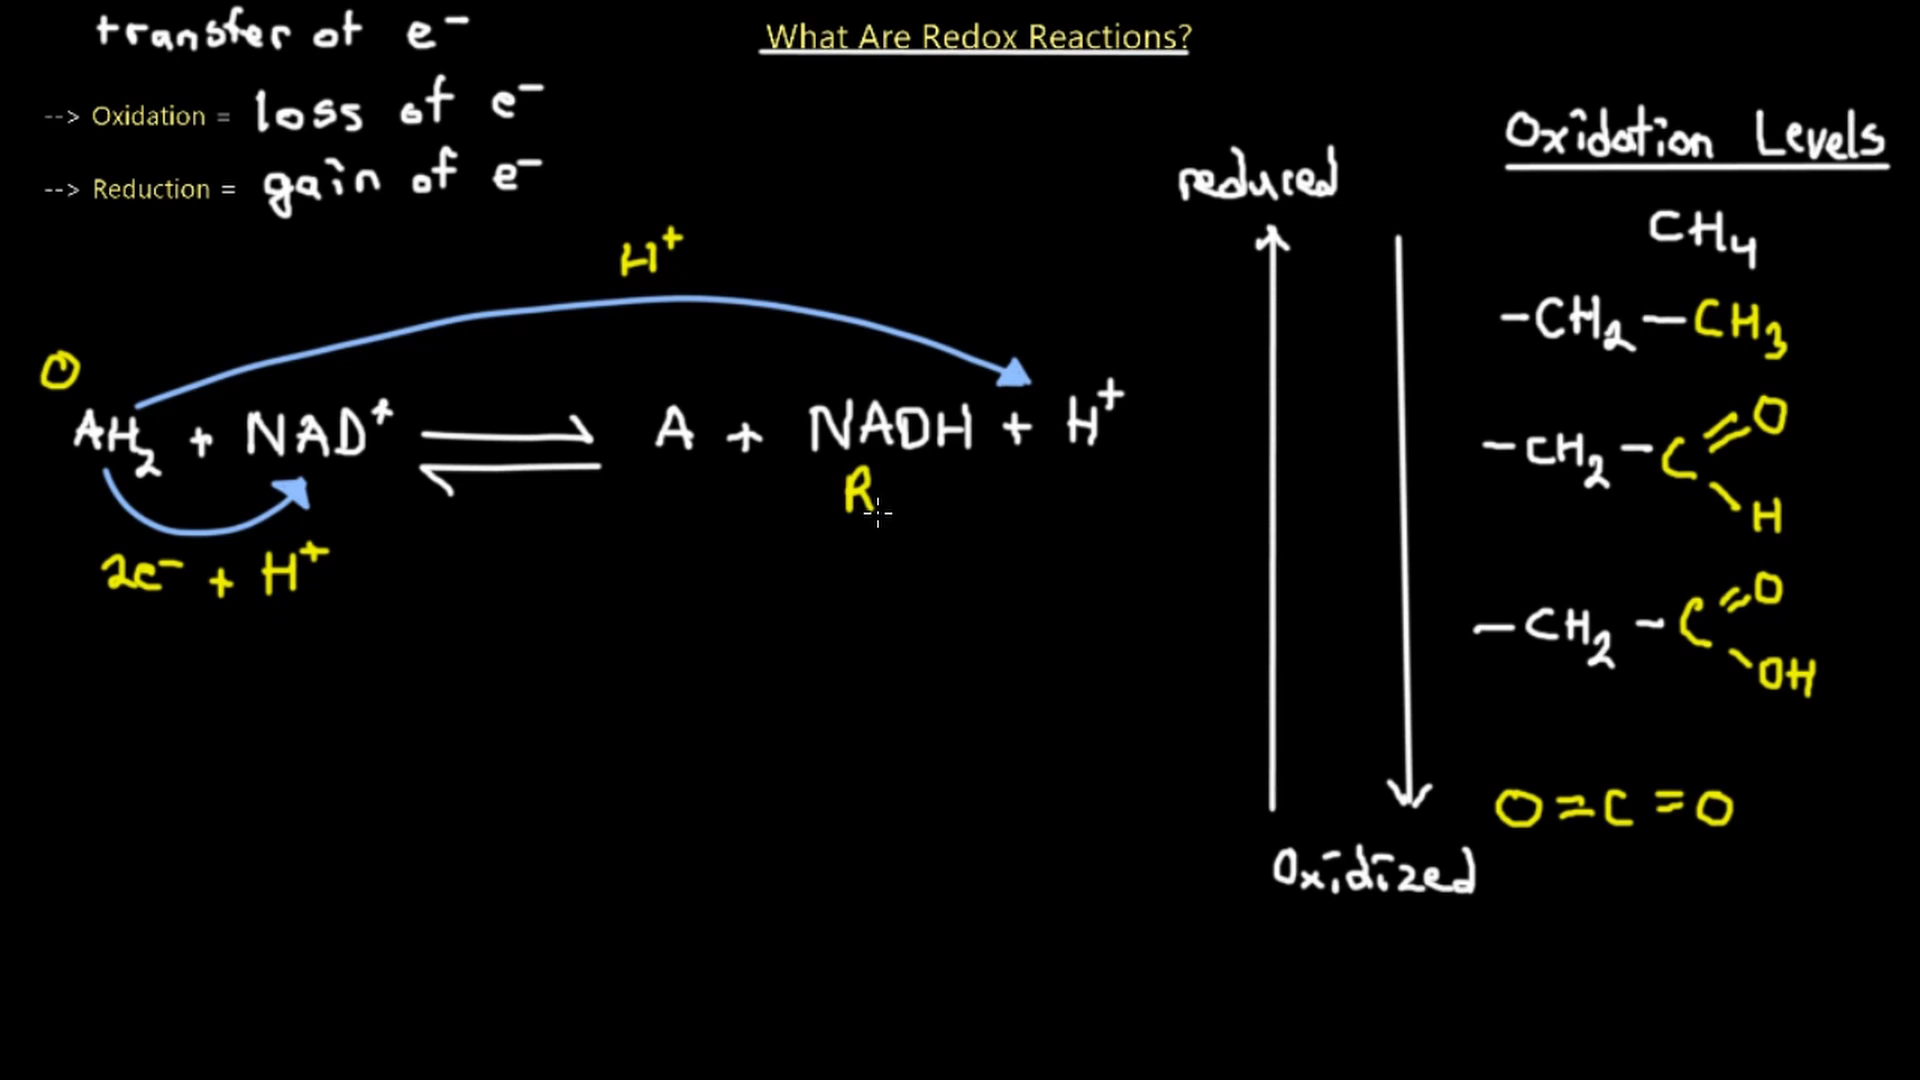 What Are Redox Reactions?
transfer of e⁻
--> Oxidation = loss of e⁻
--> Reduction = gain of e⁻
H⁺
O
AH₂ + NAD⁺ ⇌ A + NADH + H⁺
R
2e⁻ + H⁺
reduced
Oxidized
Oxidation Levels
CH₄
-CH₂-CH₃
O
-CH₂-C
H
O
-CH₂-C
OH
O=C=O